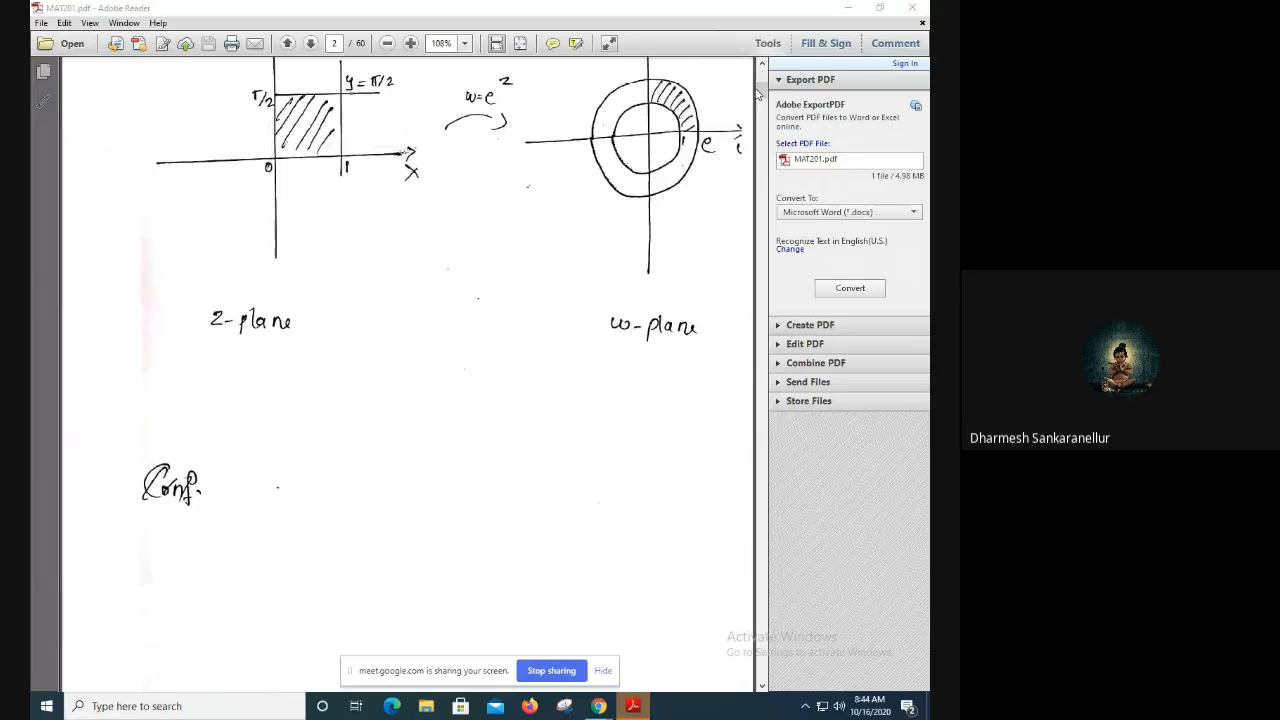 MAT201.pdf - Adobe Reader
File Edit View Window Help
Open
2 / 60
108%
Tools
Fill & Sign
Comment
Sign In
Export PDF
Adobe ExportPDF
Convert PDF files to Word or Excel
online.
Select PDF File:
MAT201.pdf
1 file / 4.98 MB
Convert To:
Microsoft Word (*.docx)
Recognize Text in English(U.S.)
Change
Convert
Create PDF
Edit PDF
Combine PDF
Send Files
Store Files
y = π/2
π/2
0
1
X
w=e^z
1
e
z-plane
w-plane
Conf.
Dharmesh Sankaranellur
Activate Windows
Go to Settings to activate Windows.
meet.google.com is sharing your screen.
Stop sharing
Hide
Type here to search
8:44 AM
10/16/2020
2